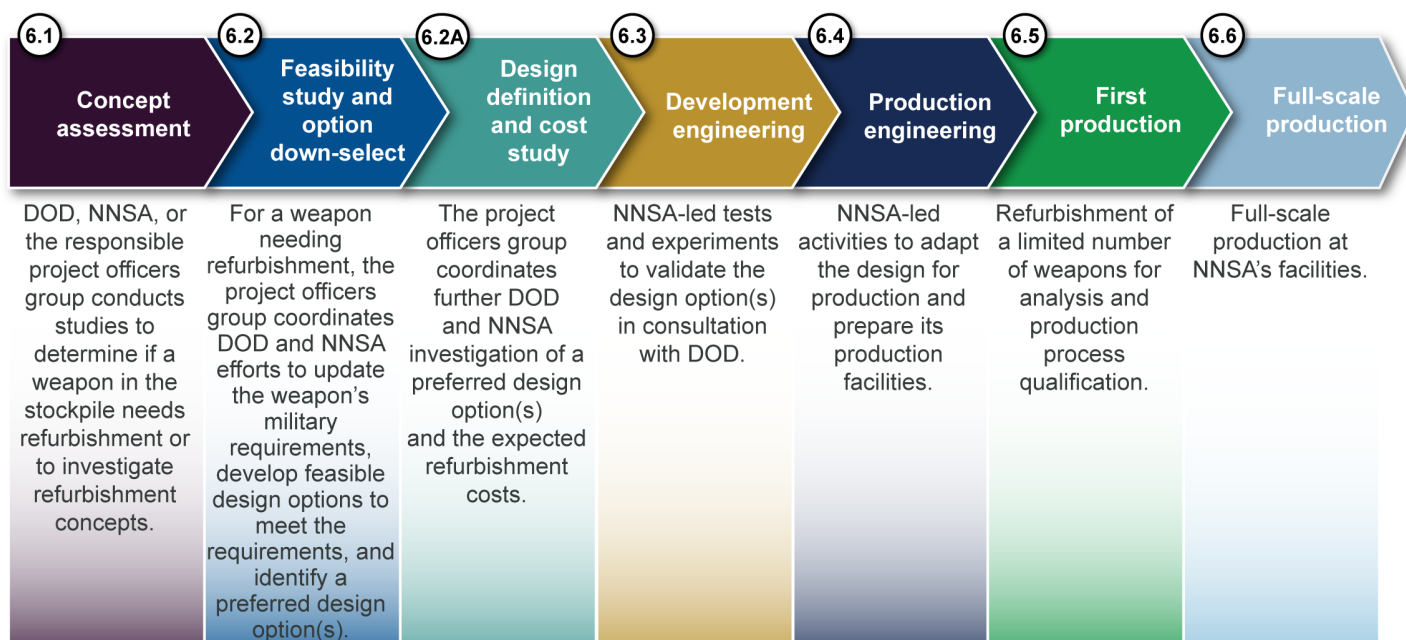 6.1
Concept
assessment
DOD, NNSA, or
the responsible
project officers
group conducts
studies to
determine if a
weapon in the
stockpile needs
refurbishment or
to investigate
refurbishment
concepts.
6.2
Feasibility
study and
option
down-select
For a weapon
needing
refurbishment, the
project officers
group coordinates
DOD and NNSA
efforts to update
the weapon’s
military
requirements,
develop feasible
design options to
meet the
requirements, and
identify a
preferred design
option(s).
6.2A
Design
definition
and cost
study
The project
officers group
coordinates
further DOD
and NNSA
investigation of a
preferred design
option(s)
and the expected
refurbishment
costs.
6.3
Development
engineering
NNSA-led tests
and experiments
to validate the
design option(s)
in consultation
with DOD.
6.4
Production
engineering
NNSA-led
activities to adapt
the design for
production and
prepare its
production
facilities.
6.5
First
production
Refurbishment of
a limited number
of weapons for
analysis and
production
process
qualification.
6.6
Full-scale
production
Full-scale
production at
NNSA’s facilities.